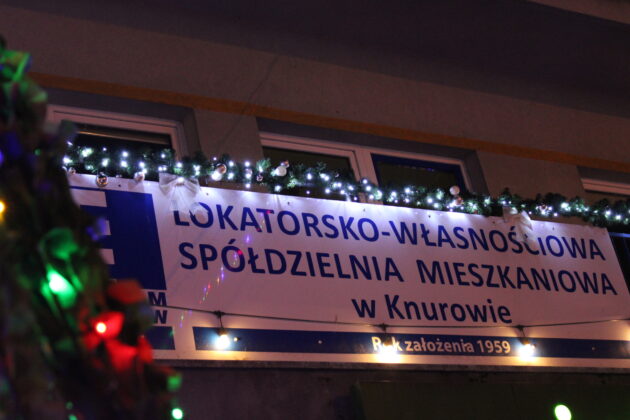 LOKATORSKO-WŁASNOŚCIOWA
SPÓŁDZIELNIA MIESZKANIOWA
w Knurowie
Rok założenia 1959